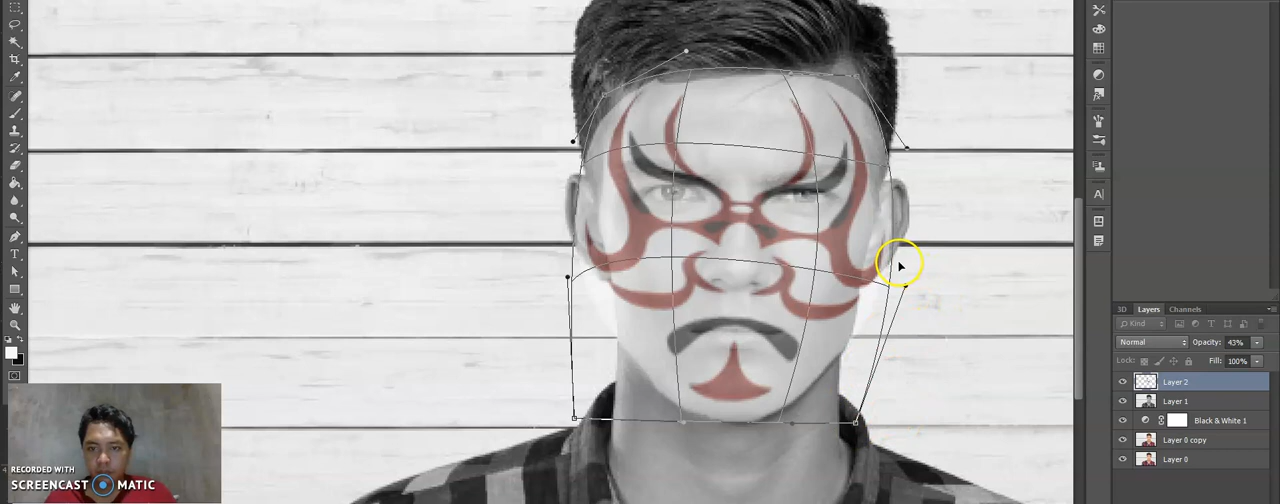 3D Layers Channels
Kind
Normal Opacity: 43%
Lock: Fill: 100%
Layer 2
Layer 1
Black & White 1
Layer 0 copy
Layer 0
A
T
RECORDED WITH
SCREENCAST MATIC